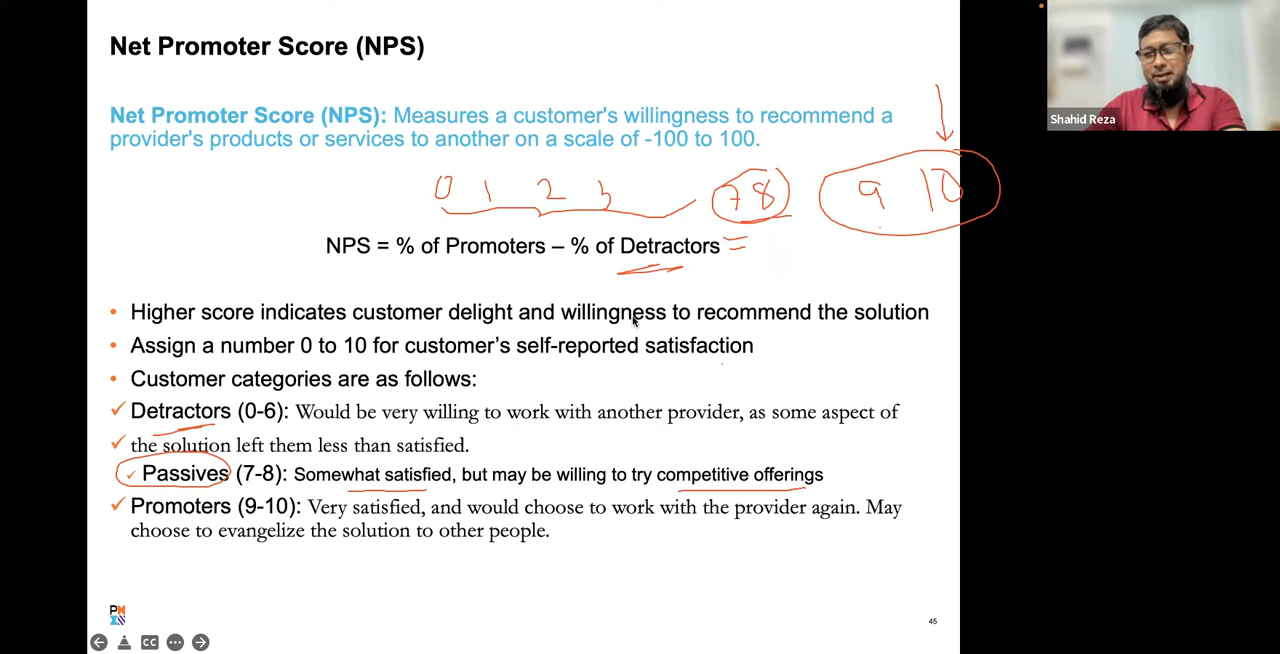 Net Promoter Score (NPS)
Shahid Reza
Net Promoter Score (NPS): Measures a customer's willingness to recommend a
provider's products or services to another on a scale of -100 to 100.
0 1 2 3 7 8 9 10
NPS = % of Promoters – % of Detractors =
• Higher score indicates customer delight and willingness to recommend the solution
• Assign a number 0 to 10 for customer’s self-reported satisfaction
• Customer categories are as follows:
✓ Detractors (0-6): Would be very willing to work with another provider, as some aspect of
✓ the solution left them less than satisfied.
✓ Passives (7-8): Somewhat satisfied, but may be willing to try competitive offerings
✓ Promoters (9-10): Very satisfied, and would choose to work with the provider again. May
choose to evangelize the solution to other people.
45
CC